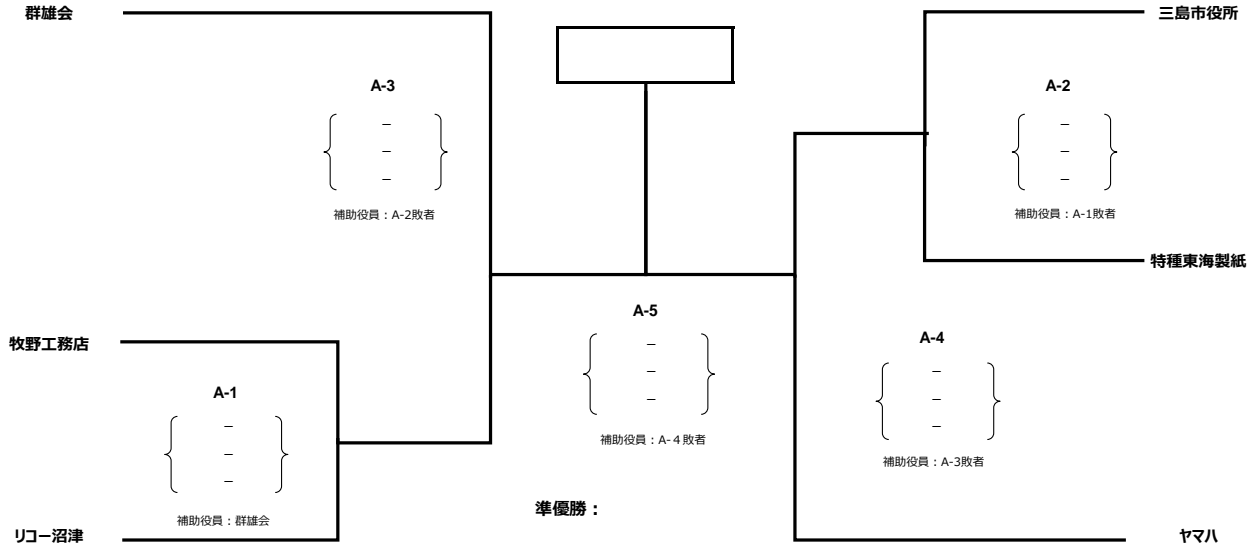 群雄会
三島市役所
A-3
A-2
－
－
－
－
－
－
補助役員：A-2敗者
補助役員：A-1敗者
特種東海製紙
A-5
牧野工務店
A-4
－
－
－
－
－
－
A-1
－
－
－
補助役員：A-４敗者
補助役員：A-3敗者
補助役員：群雄会
準優勝：
リコー沼津
ヤマハ